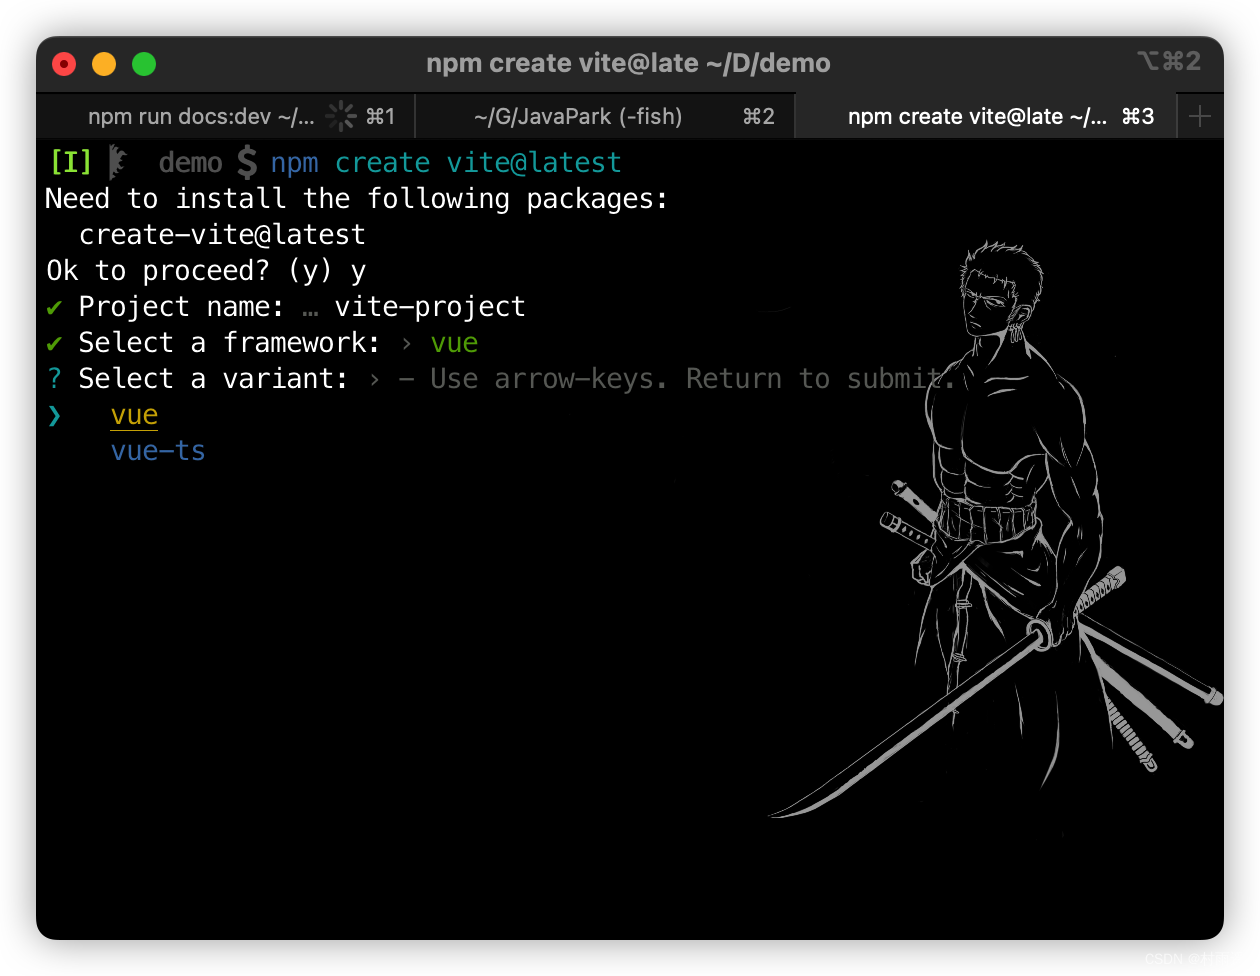 npm create vite@late ~/D/demo ⌥⌘2
npm run docs:dev ~/... ⌘1
~/G/JavaPark (-fish) ⌘2
npm create vite@late ~/... ⌘3
[I] demo $ npm create vite@latest
Need to install the following packages:
create-vite@latest
Ok to proceed? (y) y
✔ Project name: … vite-project
✔ Select a framework: › vue
? Select a variant: › - Use arrow-keys. Return to submit.
❯ vue
vue-ts